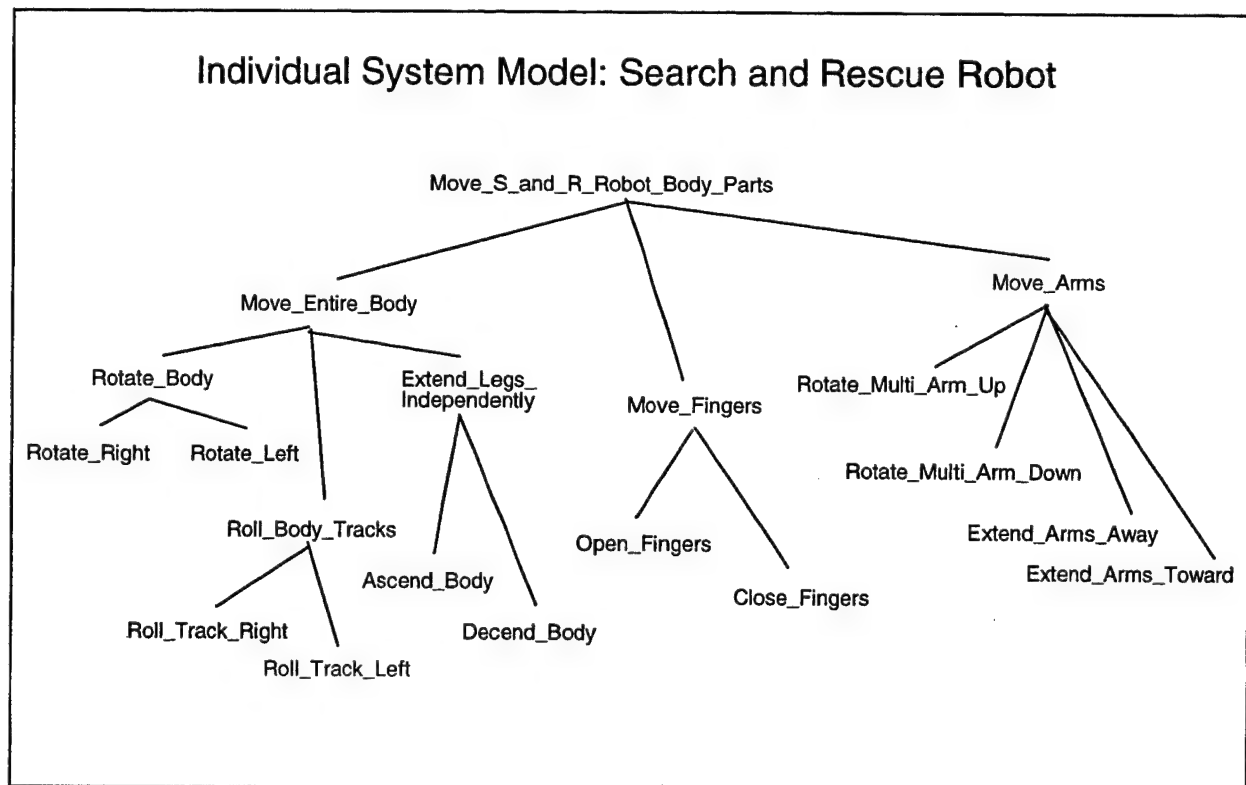 Individual System Model: Search and Rescue Robot
Move_S_and_R_Robot_Body_Parts
Move_Entire_Body
Move_Arms
Rotate_Body
Extend_Legs_
Independently
Move_Fingers
Rotate_Multi_Arm_Up
Rotate_Right
Rotate_Left
Rotate_Multi_Arm_Down
Roll_Body_Tracks
Open_Fingers
Extend_Arms_Away
Ascend_Body
Close_Fingers
Extend_Arms_Toward
Roll_Track_Right
Decend_Body
Roll_Track_Left